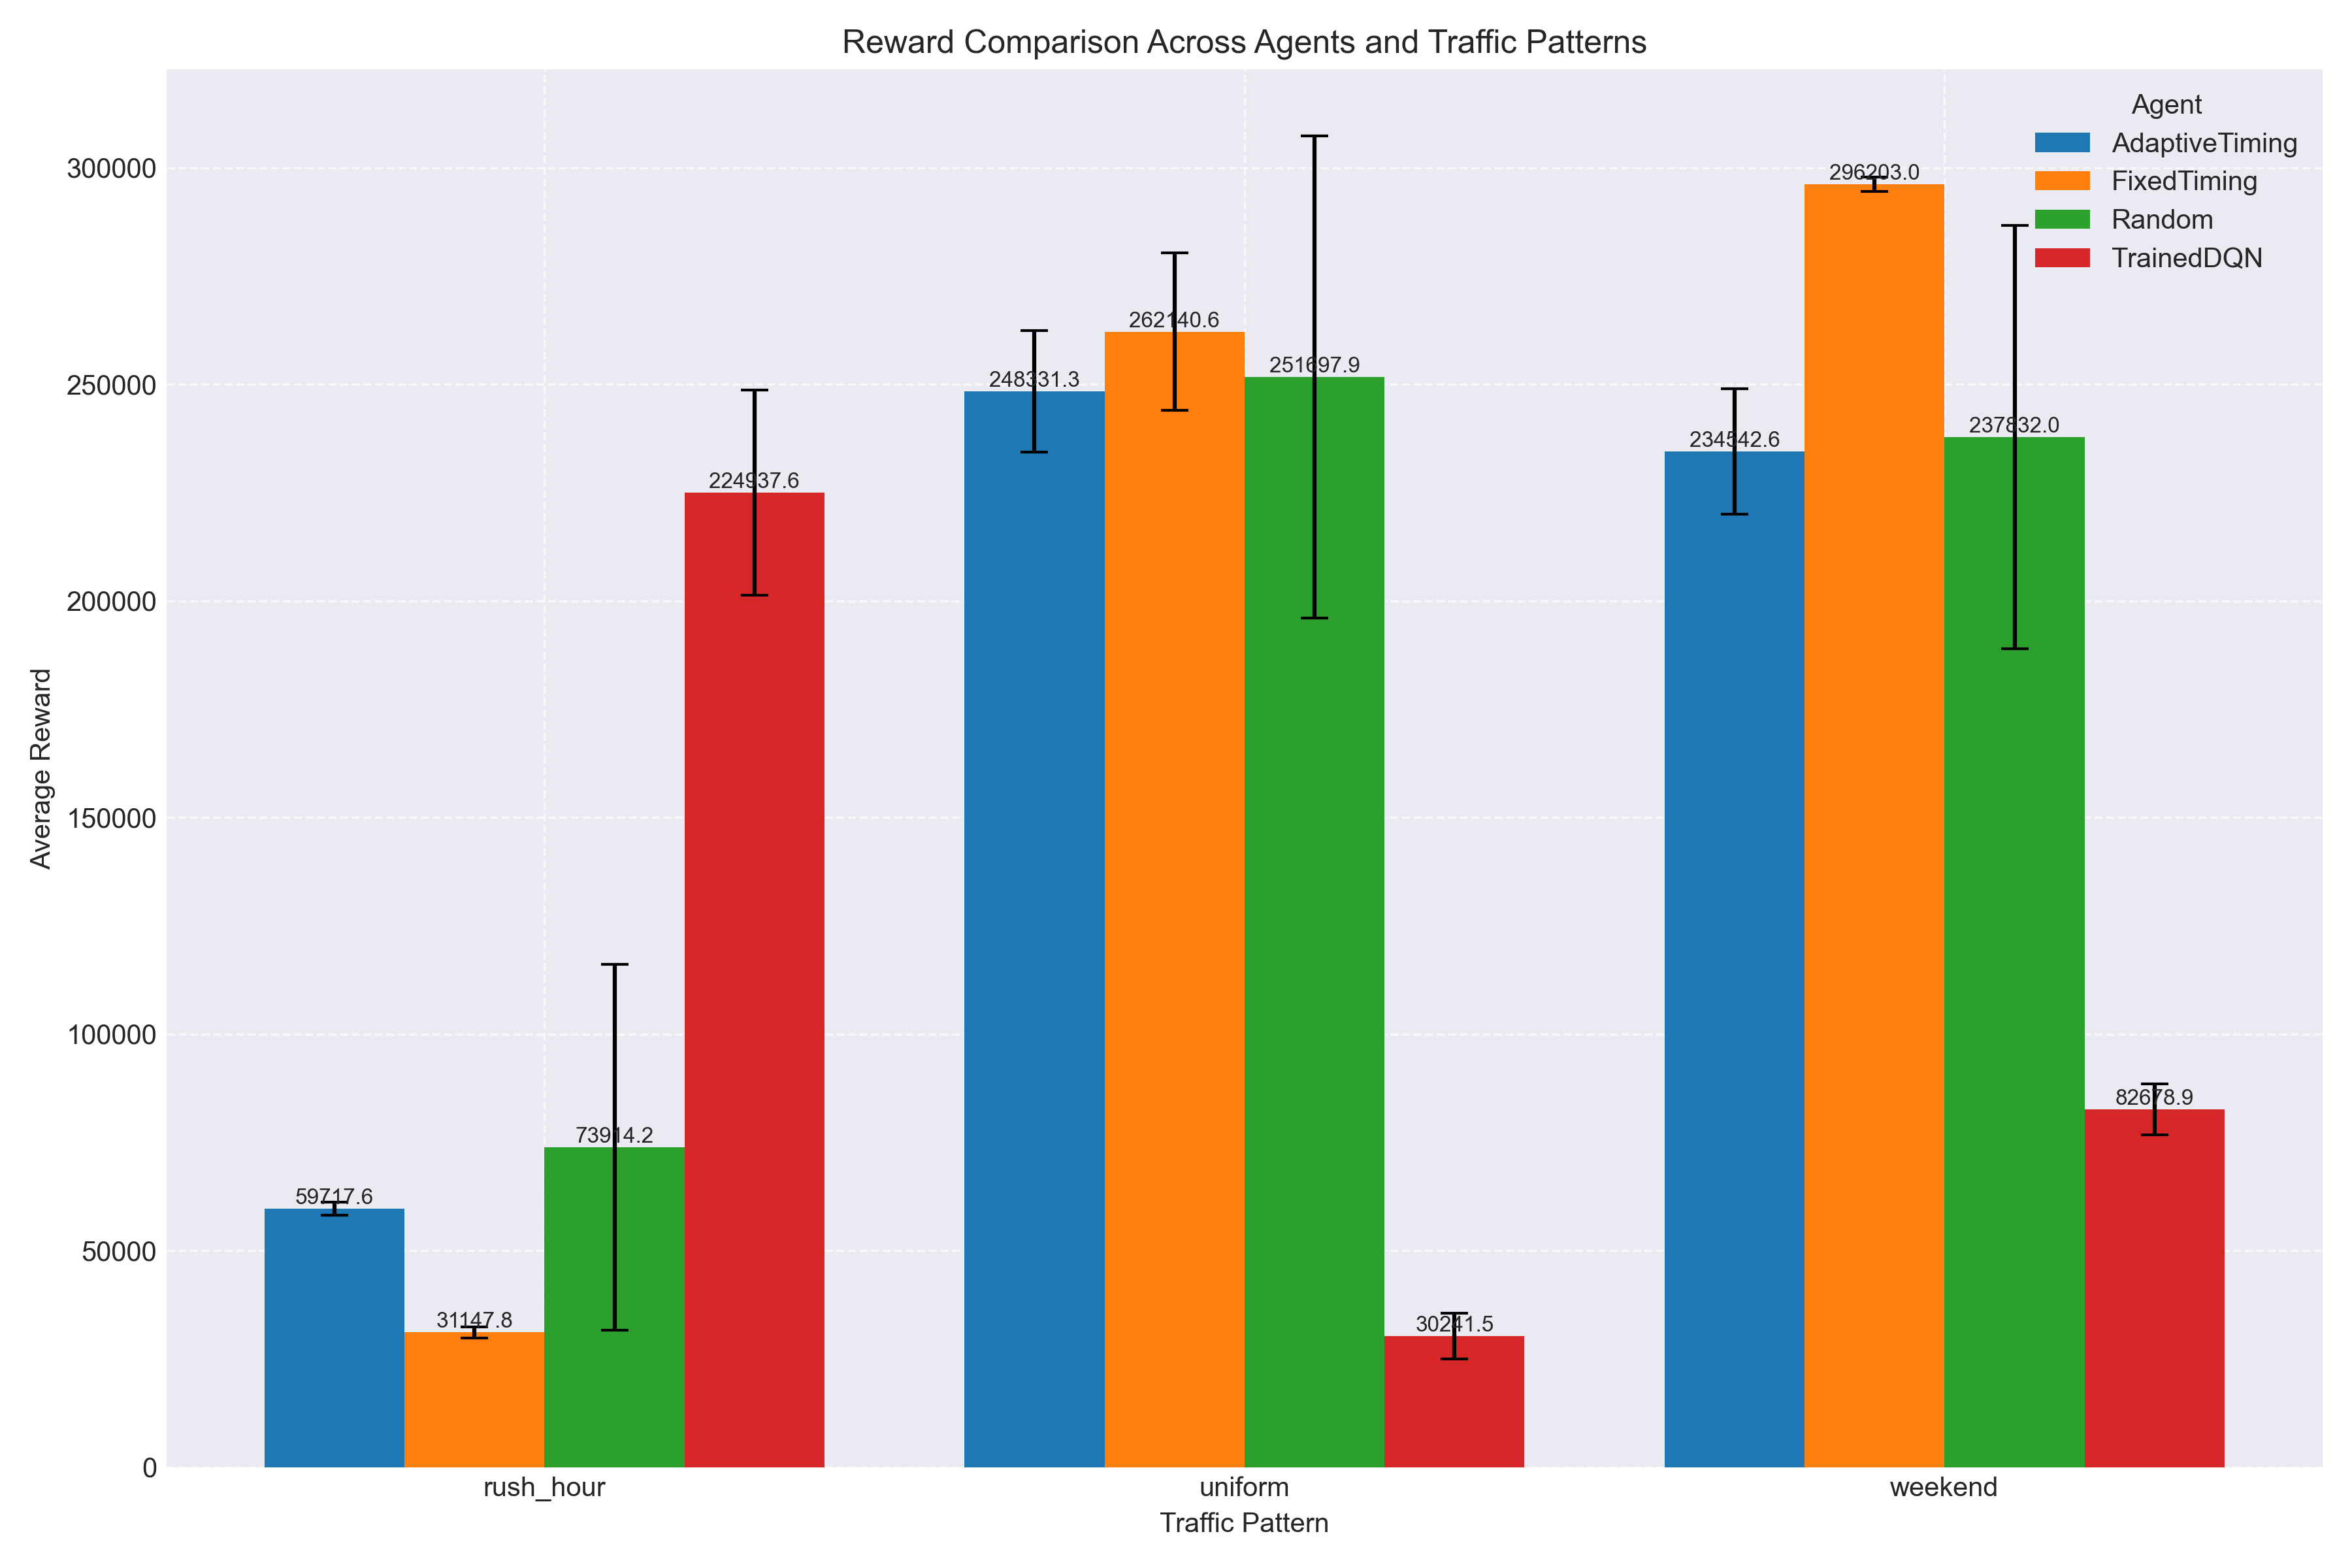 Reward Comparison Across Agents and Traffic Patterns
Agent
AdaptiveTiming
FixedTiming
Random
TrainedDQN
Average Reward
300000
250000
200000
150000
100000
50000
0
59717.6
31147.8
73914.2
224937.6
248331.3
262140.6
251697.9
30241.5
234542.6
296203.0
237832.0
82678.9
rush_hour
uniform
weekend
Traffic Pattern